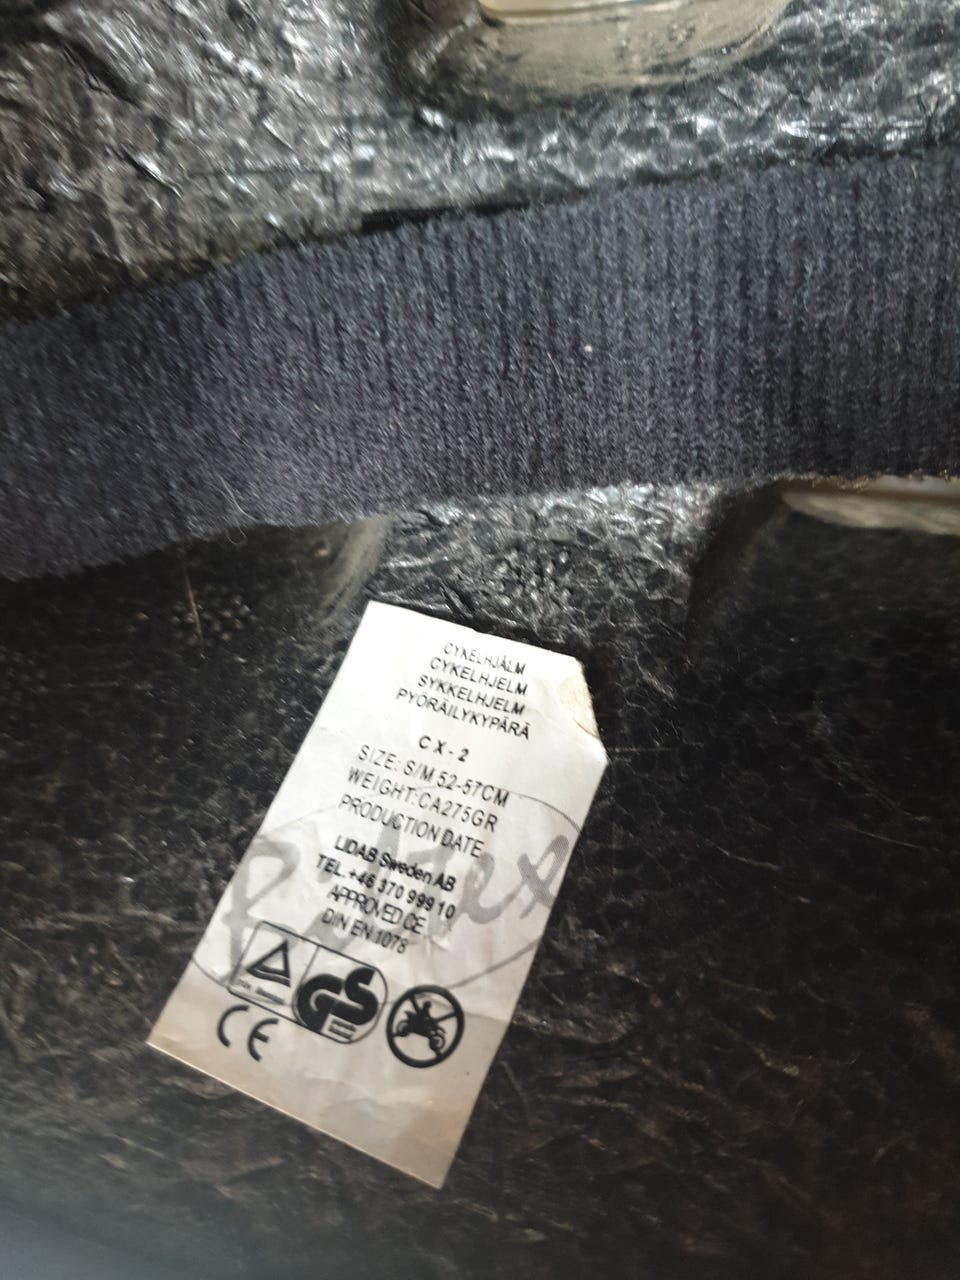 CYKELHJÄLM
CYKELHJELM
SYKKELHJELM
PYÖRÄILYKYPÄRÄ
CX-2
SIZE: S/M 52-57CM
WEIGHT:CA275GR
PRODUCTION DATE
LIDAB Sweden AB
TEL.+46 370 999 10
APPROVED CE
DIN EN 1078
GS
CE